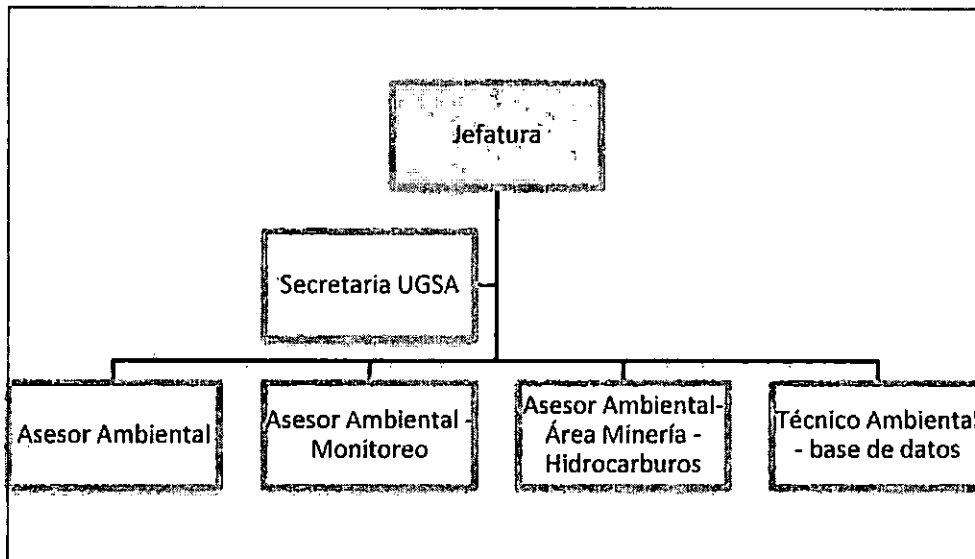 Jefatura
Secretaria UGSA
Asesor Ambiental
Asesor Ambiental -
Monitoreo
Asesor Ambiental-
Área Minería -
Hidrocarburos
Técnico Ambiental
- base de datos